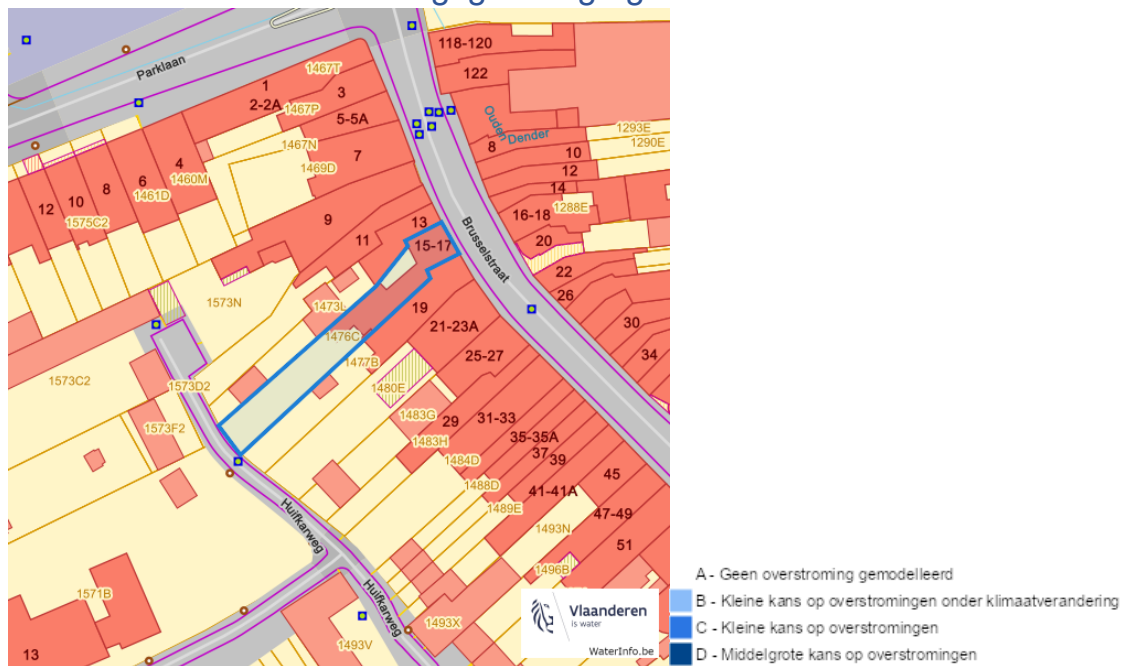 118-120
Parklaan
1467T
1
122
3
2-2A
1467P
5-5A
Ouden
Dender
1293E
1467N
8
10
1290E
7
4
1469D
12
1460M
6
14
8
1461D
1288E
10
12
16-18
1575C2
9
13
11
15-17
Brusselstraat
20
22
26
1573N
1473L
19
30
1476C
21-23A
34
1477B
25-27
1573C2
1573D2
1480E
1483G
29
31-33
1573F2
1483H
35-35A
37
39
1484D
45
1488D
41-41A
1489E
Huifkarweg
47-49
1493N
51
1496B
1571B
Huifkarweg
1493X
1493V
13
Vlaanderen
is water
WaterInfo.be
A - Geen overstroming gemodelleerd
B - Kleine kans op overstromingen onder klimaatverandering
C - Kleine kans op overstromingen
D - Middelgrote kans op overstromingen